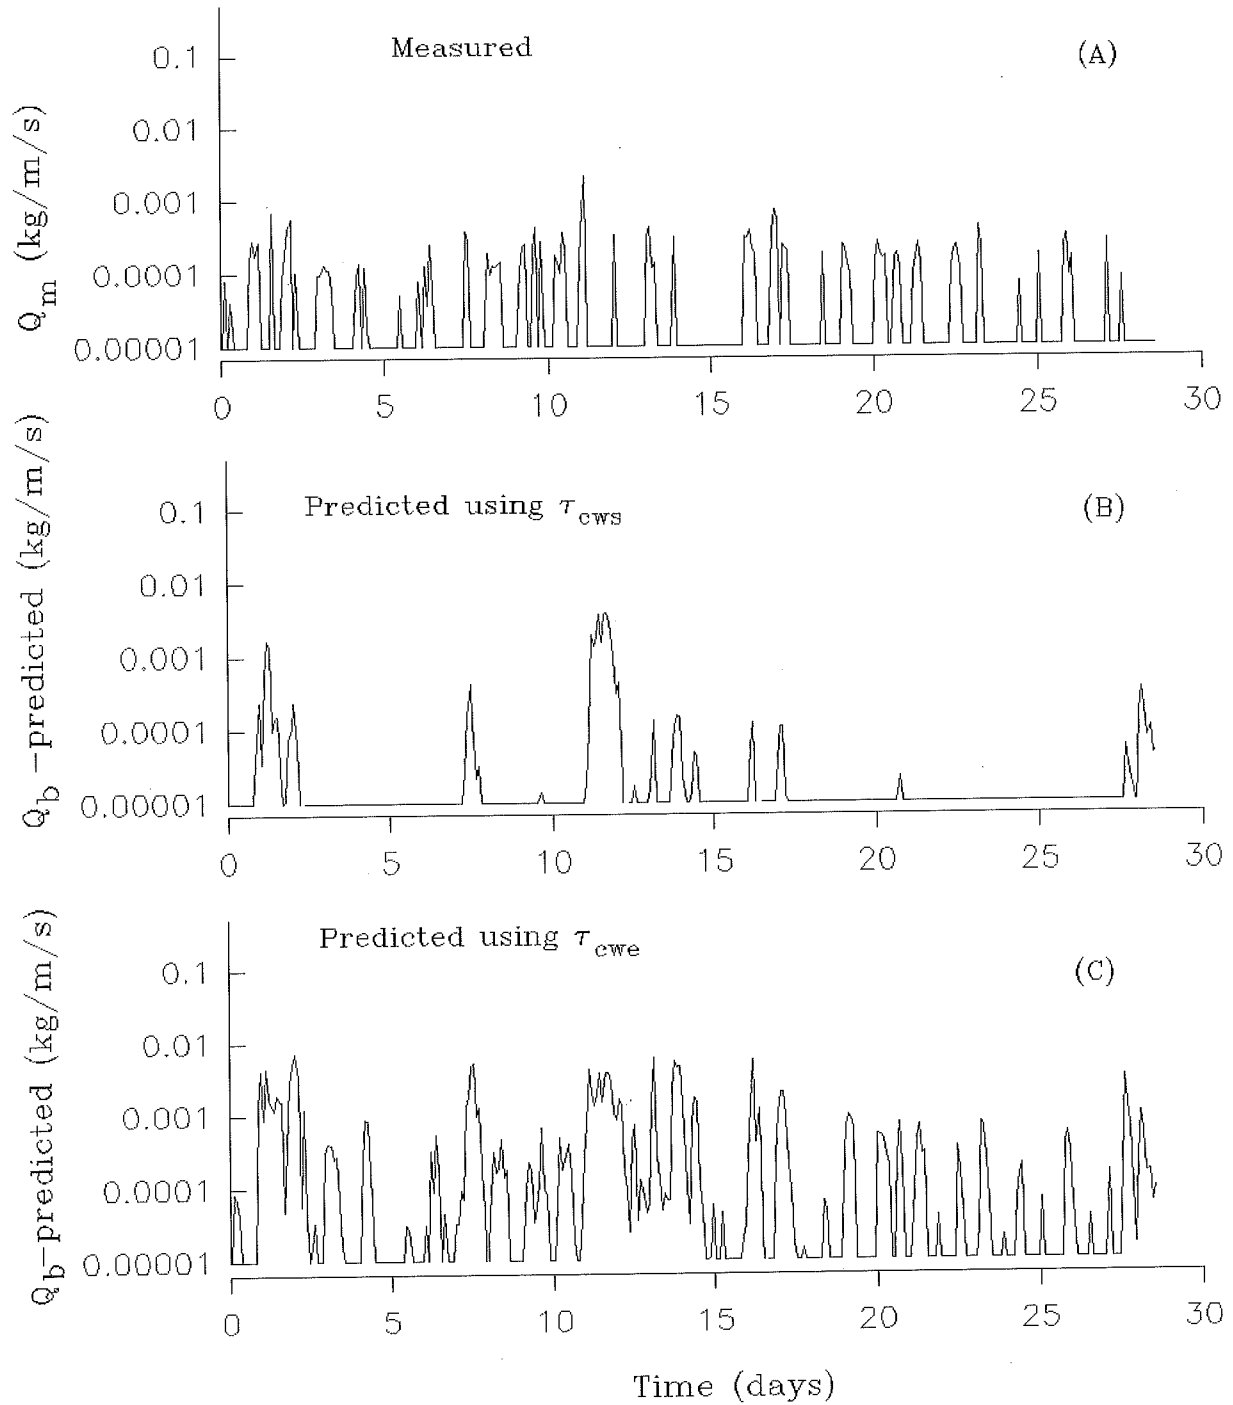 Measured
(A)
Q_m (kg/m/s)
0.1
0.01
0.001
0.0001
0.00001
0 5 10 15 20 25 30
Predicted using τ_cws
(B)
Q_b -predicted (kg/m/s)
0.1
0.01
0.001
0.0001
0.00001
0 5 10 15 20 25 30
Predicted using τ_cwe
(C)
Q_b-predicted (kg/m/s)
0.1
0.01
0.001
0.0001
0.00001
0 5 10 15 20 25 30
Time (days)